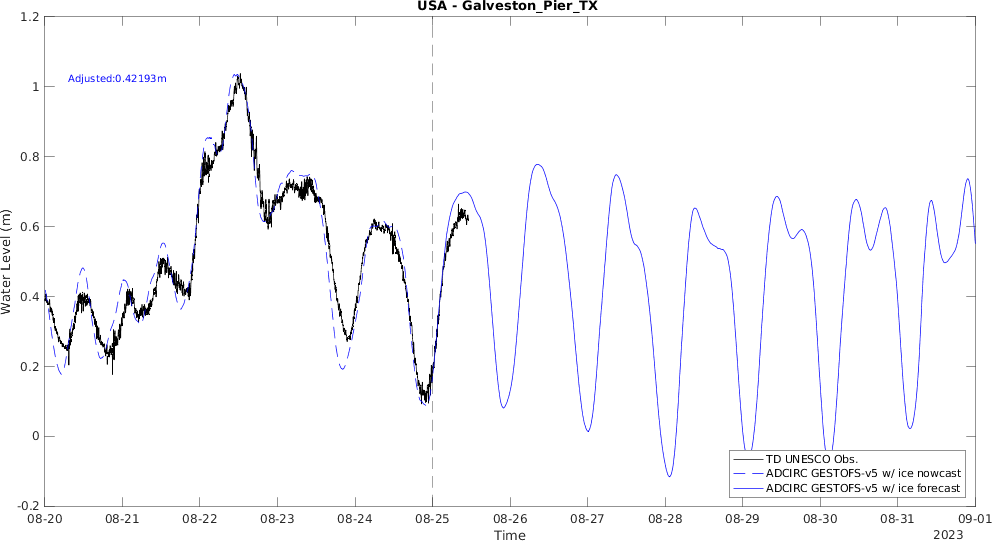 USA - Galveston_Pier_TX
Adjusted:0.42193m
Water Level (m)
1.2
1
0.8
0.6
0.4
0.2
0
-0.2
TD UNESCO Obs.
ADCIRC GESTOFS-v5 w/ ice nowcast
ADCIRC GESTOFS-v5 w/ ice forecast
08-20 08-21 08-22 08-23 08-24 08-25 08-26 08-27 08-28 08-29 08-30 08-31 09-01
Time
2023